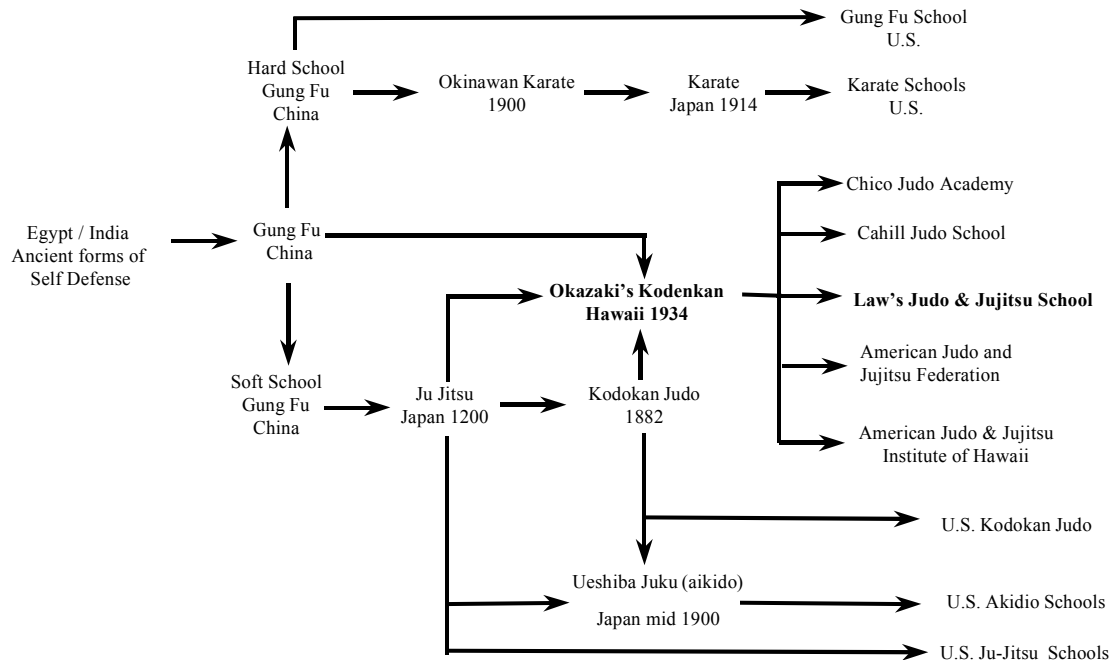 Gung Fu School
U.S.
Hard School
Gung Fu
China
Okinawan Karate
1900
Karate
Japan 1914
Karate Schools
U.S.
Chico Judo Academy
Egypt / India
Ancient forms of
Self Defense
Gung Fu
China
Cahill Judo School
Okazaki's Kodenkan
Hawaii 1934
Law's Judo & Jujitsu School
American Judo and
Jujitsu Federation
Soft School
Gung Fu
China
Ju Jitsu
Japan 1200
Kodokan Judo
1882
American Judo & Jujitsu
Institute of Hawaii
U.S. Kodokan Judo
Ueshiba Juku (aikido)
Japan mid 1900
U.S. Akidio Schools
U.S. Ju-Jitsu Schools